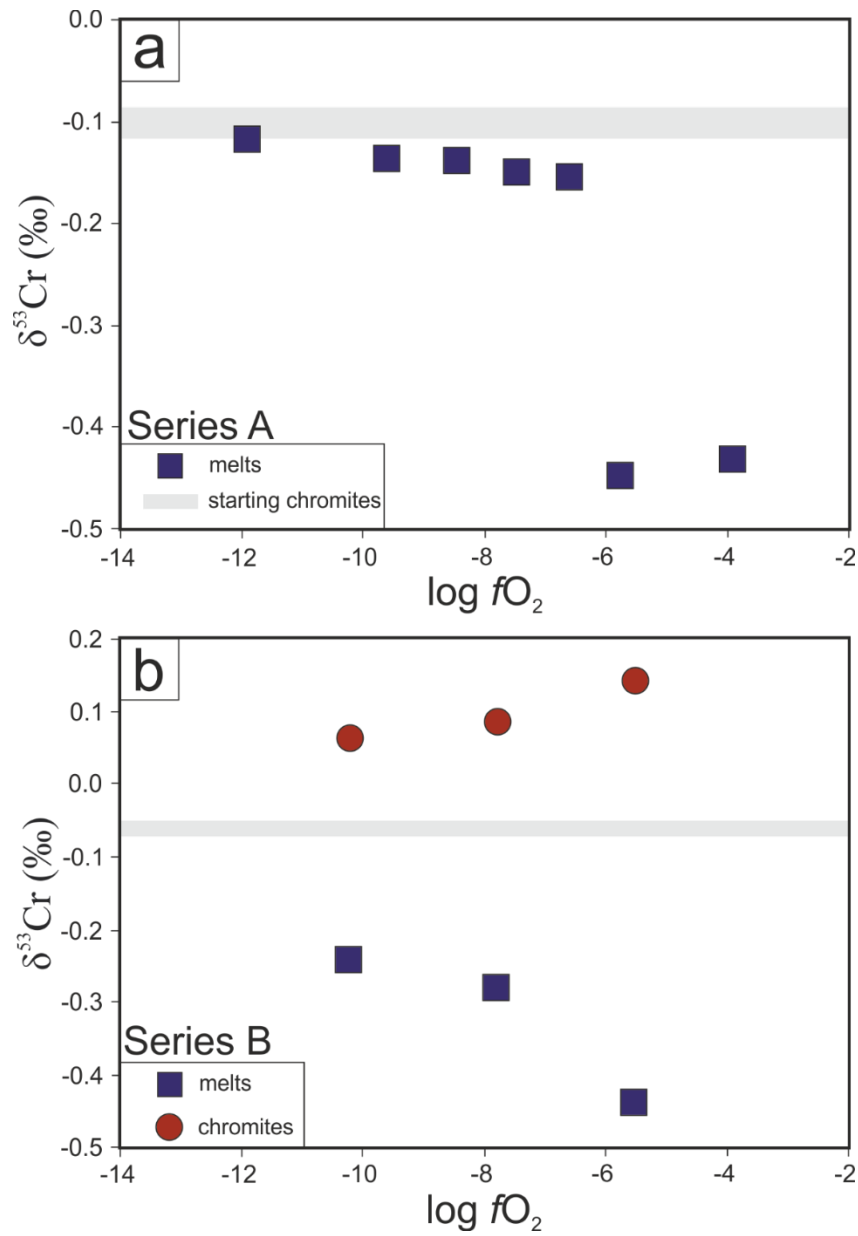 a
0.0
-0.1
-0.2
-0.3
-0.4
-0.5
δ⁵³Cr (‰)
Series A
melts
starting chromites
-14 -12 -10 -8 -6 -4 -2
log fO₂
b
0.2
0.1
0.0
-0.1
-0.2
-0.3
-0.4
-0.5
δ⁵³Cr (‰)
Series B
melts
chromites
-14 -12 -10 -8 -6 -4 -2
log fO₂